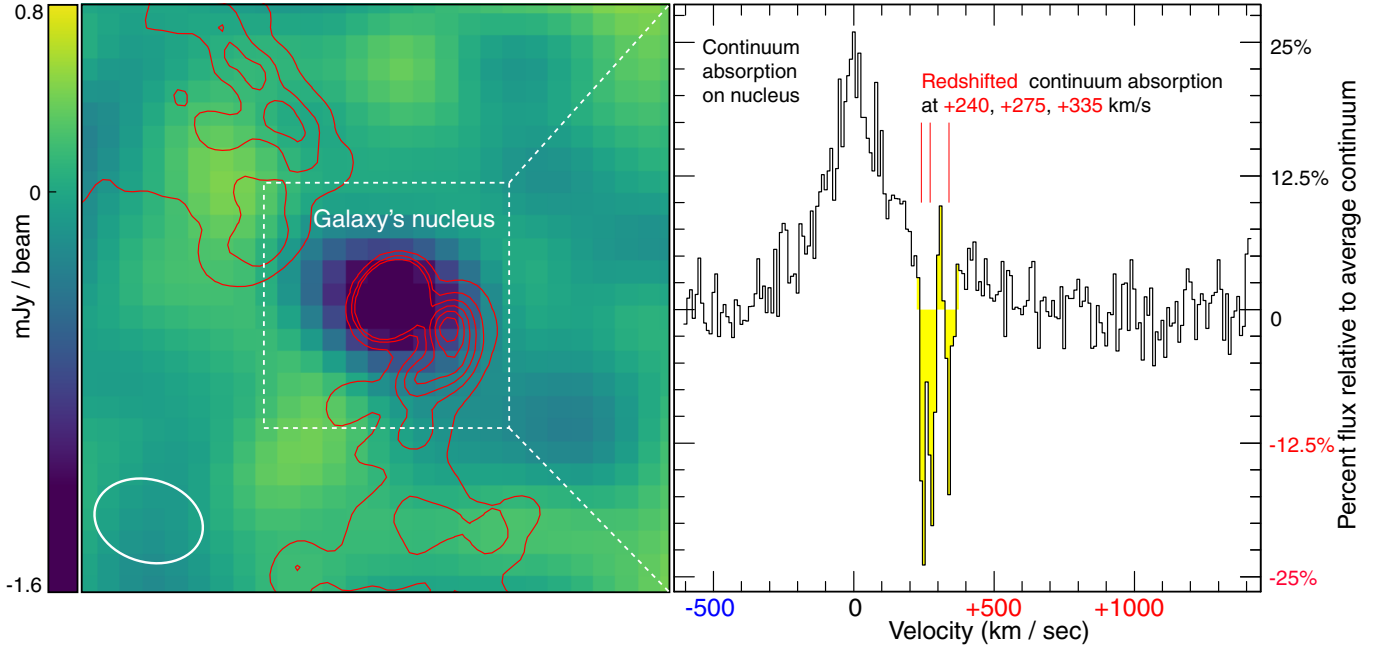 0.8
0
-1.6
mJy / beam
Galaxy's nucleus
Continuum
absorption
on nucleus
Redshifted continuum absorption
at +240, +275, +335 km/s
25%
12.5%
0
-12.5%
-25%
Percent flux relative to average continuum
-500
0
+500
+1000
Velocity (km / sec)